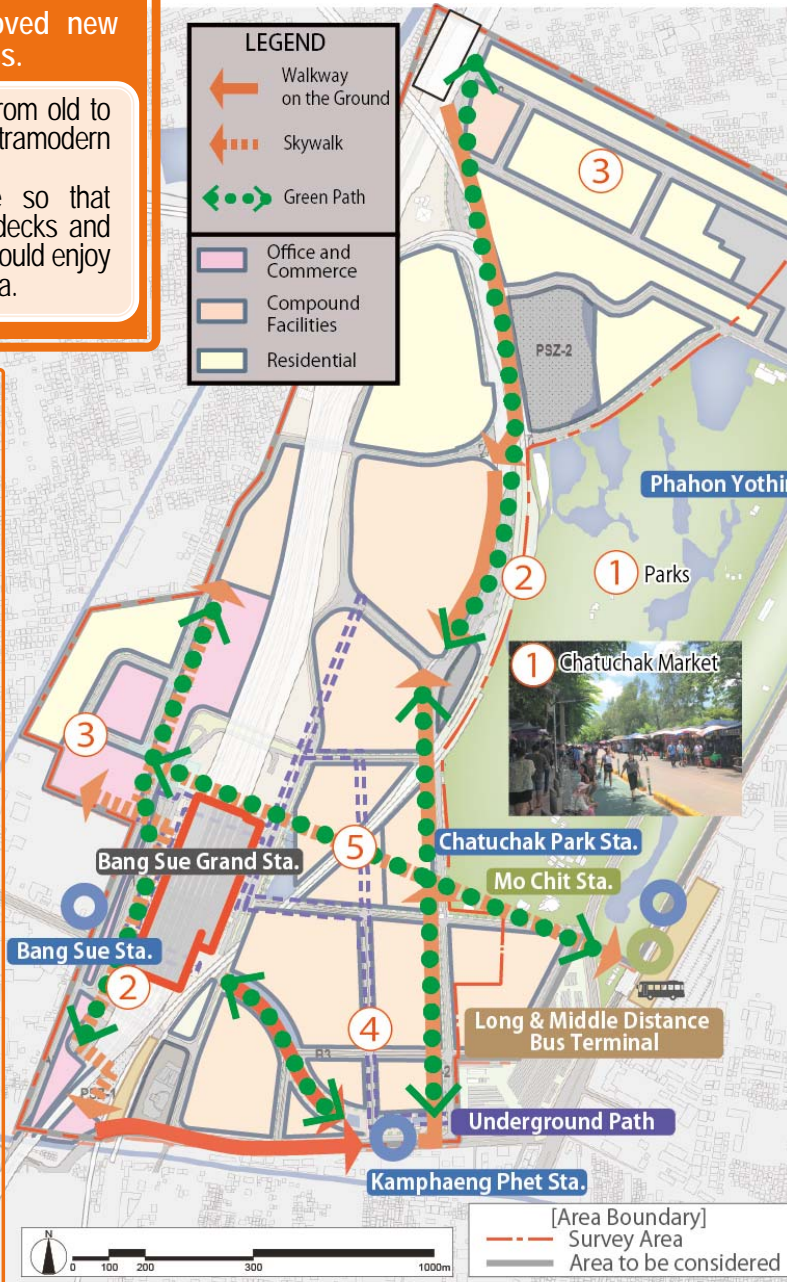 oved new
s.
rom old to
tramodern
e so that
decks and
ould enjoy
a.
LEGEND
Walkway
on the Ground
Skywalk
Green Path
Office and
Commerce
Compound
Facilities
Residential
3
PSZ-2
Phahon Yothin
2
1 Parks
1 Chatuchak Market
3
5
Chatuchak Park Sta.
Bang Sue Grand Sta.
Mo Chit Sta.
Bang Sue Sta.
2
4
Long & Middle Distance
Bus Terminal
R3
PSZ-1
Underground Path
Kamphaeng Phet Sta.
N
0 100 200 300 1000m
[Area Boundary]
Survey Area
Area to be considered